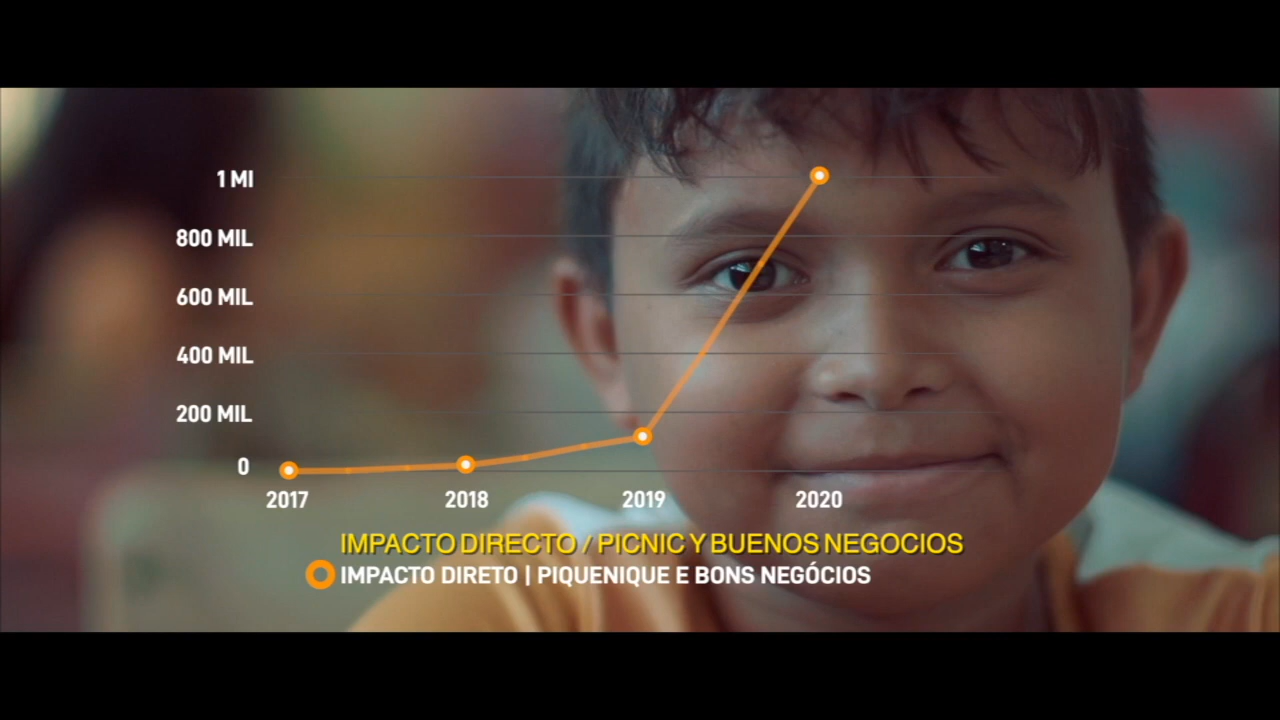 1 MI
800 MIL
600 MIL
400 MIL
200 MIL
0
2017 2018 2019 2020
IMPACTO DIRECTO / PICNIC Y BUENOS NEGOCIOS
IMPACTO DIRETO | PIQUENIQUE E BONS NEGÓCIOS